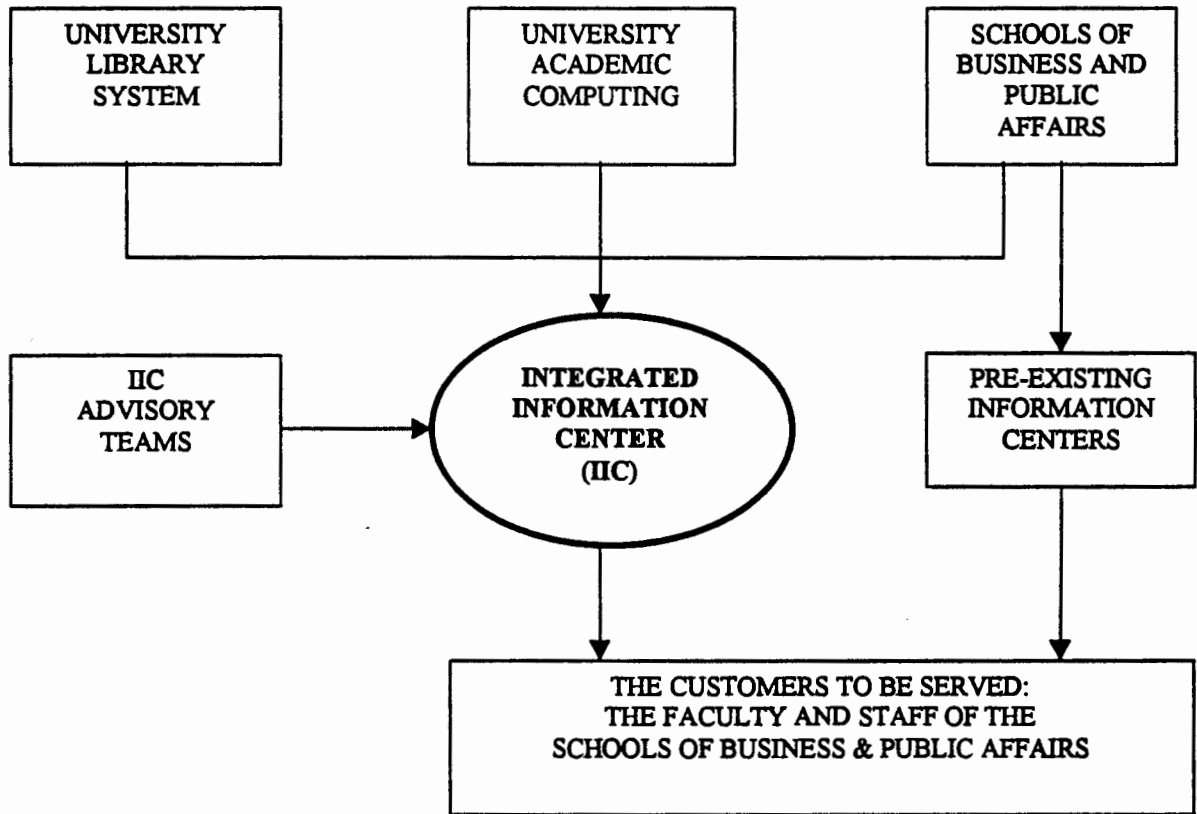 UNIVERSITY
LIBRARY
SYSTEM
UNIVERSITY
ACADEMIC
COMPUTING
SCHOOLS OF
BUSINESS AND
PUBLIC
AFFAIRS
IIC
ADVISORY
TEAMS
INTEGRATED
INFORMATION
CENTER
(IIC)
PRE-EXISTING
INFORMATION
CENTERS
THE CUSTOMERS TO BE SERVED:
THE FACULTY AND STAFF OF THE
SCHOOLS OF BUSINESS & PUBLIC AFFAIRS